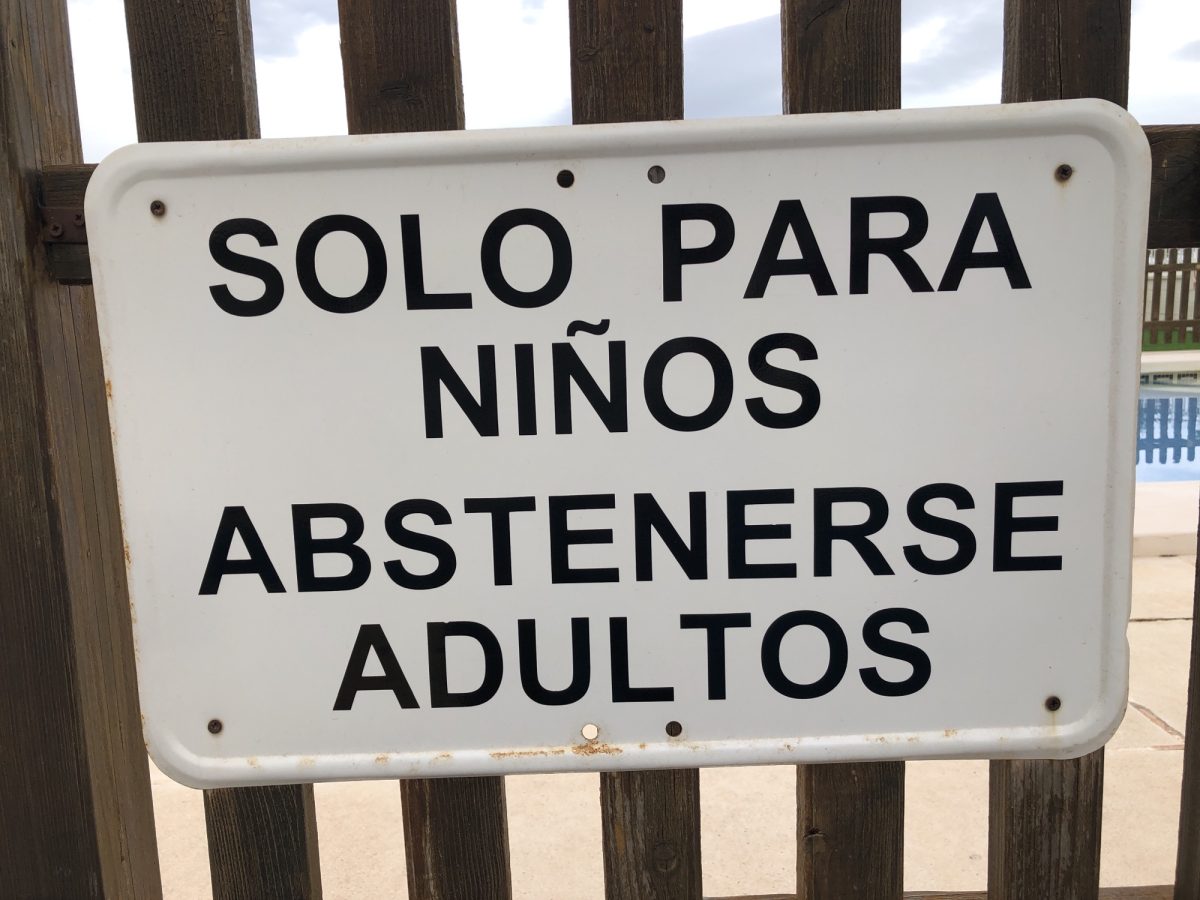 SOLO PARA
NIÑOS
ABSTENERSE
ADULTOS